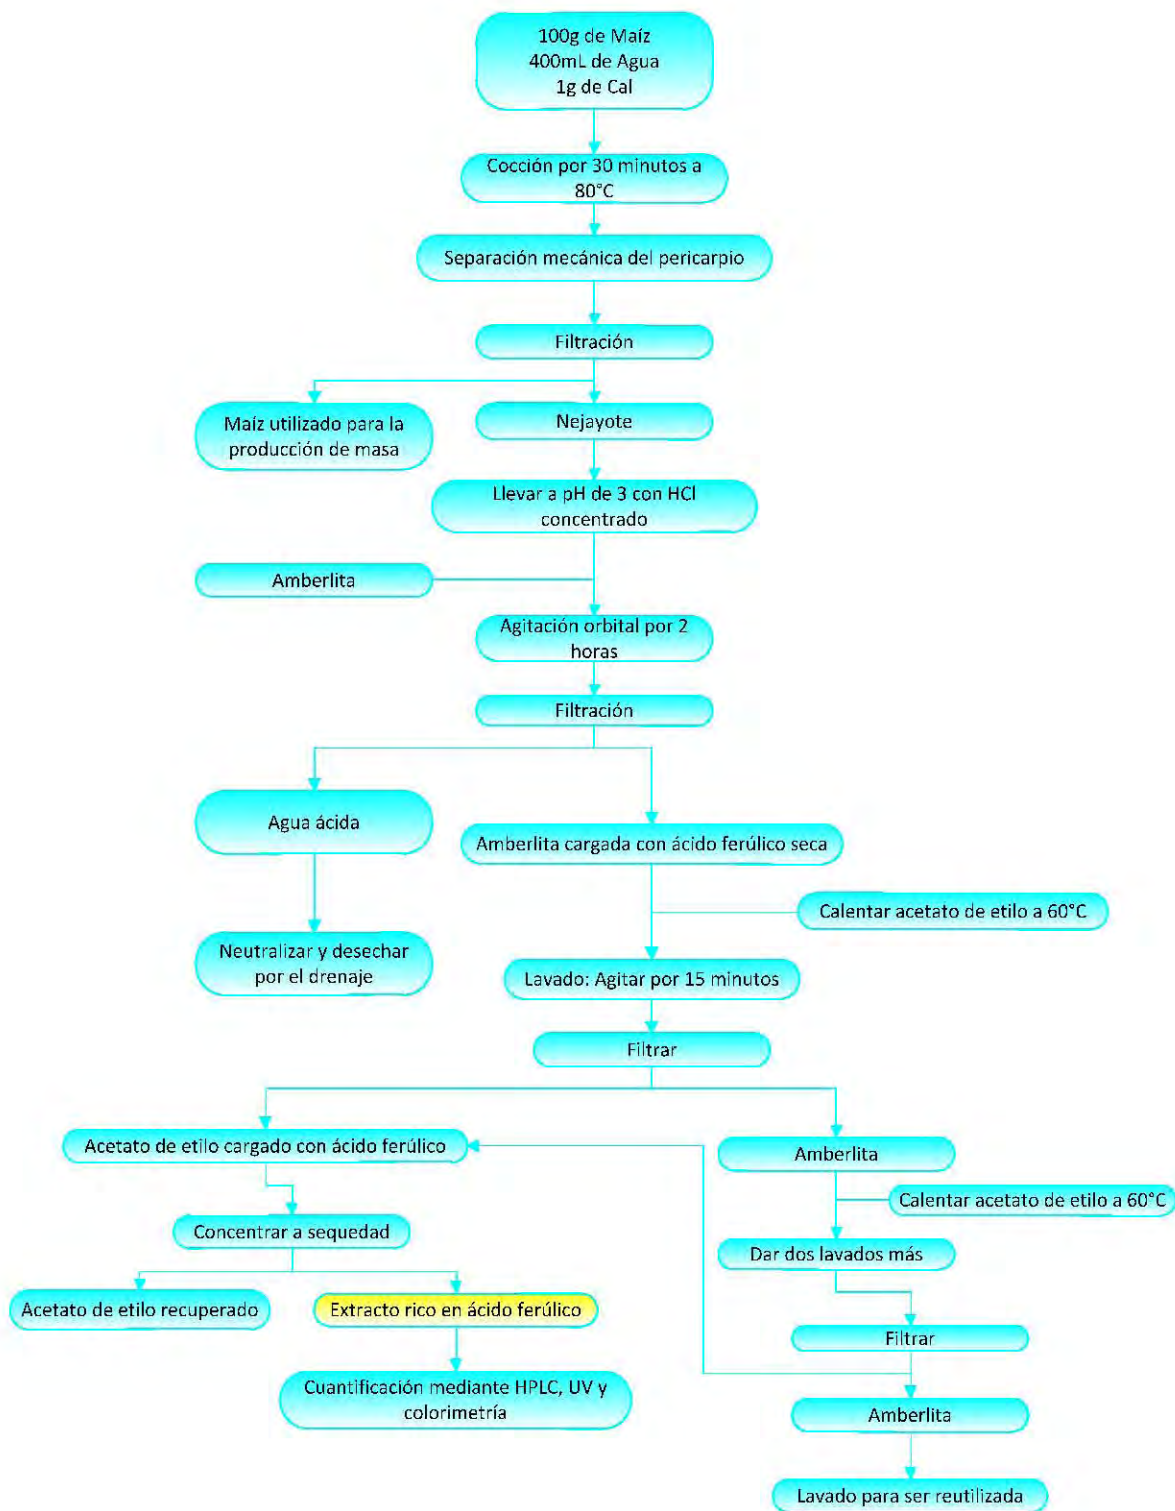 100g de Maíz
400mL de Agua
1g de Cal
Cocción por 30 minutos a
80°C
Separación mecánica del pericarpio
Filtración
Maíz utilizado para la
producción de masa
Nejayote
Llevar a pH de 3 con HCl
concentrado
Amberlita
Agitación orbital por 2
horas
Filtración
Agua ácida
Amberlita cargada con ácido ferúlico seca
Calentar acetato de etilo a 60°C
Neutralizar y desechar
por el drenaje
Lavado: Agitar por 15 minutos
Filtrar
Acetato de etilo cargado con ácido ferúlico
Amberlita
Calentar acetato de etilo a 60°C
Concentrar a sequedad
Dar dos lavados más
Acetato de etilo recuperado
Extracto rico en ácido ferúlico
Filtrar
Cuantificación mediante HPLC, UV y
colorimetría
Amberlita
Lavado para ser reutilizada